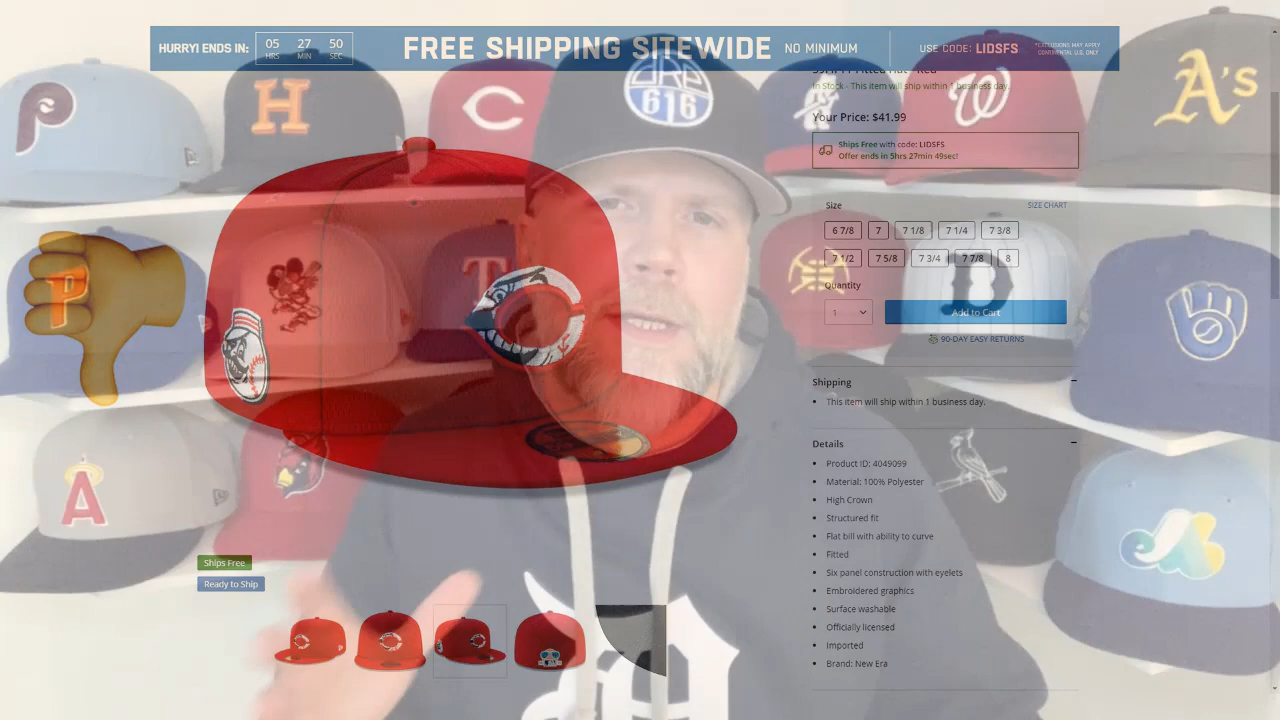 HURRY! ENDS IN:
05 27 50
HRS MIN SEC
FREE SHIPPING SITEWIDE NO MINIMUM
USE CODE: LIDSFS
*EXCLUSIONS MAY APPLY
CONTINENTAL U.S. ONLY
In Stock - This item will ship within 1 business day.
Your Price: $41.99
Ships Free with code: LIDSFS
Offer ends in 5hrs 27min 49sec!
Size SIZE CHART
6 7/8 7 7 1/8 7 1/4 7 3/8
7 1/2 7 5/8 7 3/4 7 7/8 8
Quantity
1 Add to Cart
90-DAY EASY RETURNS
Shipping
This item will ship within 1 business day.
Details
Product ID: 4049099
Material: 100% Polyester
High Crown
Structured fit
Flat bill with ability to curve
Fitted
Six panel construction with eyelets
Embroidered graphics
Surface washable
Officially licensed
Imported
Brand: New Era
Ships Free
Ready to Ship
P
H
C
616
W
A's
P
T
D
A